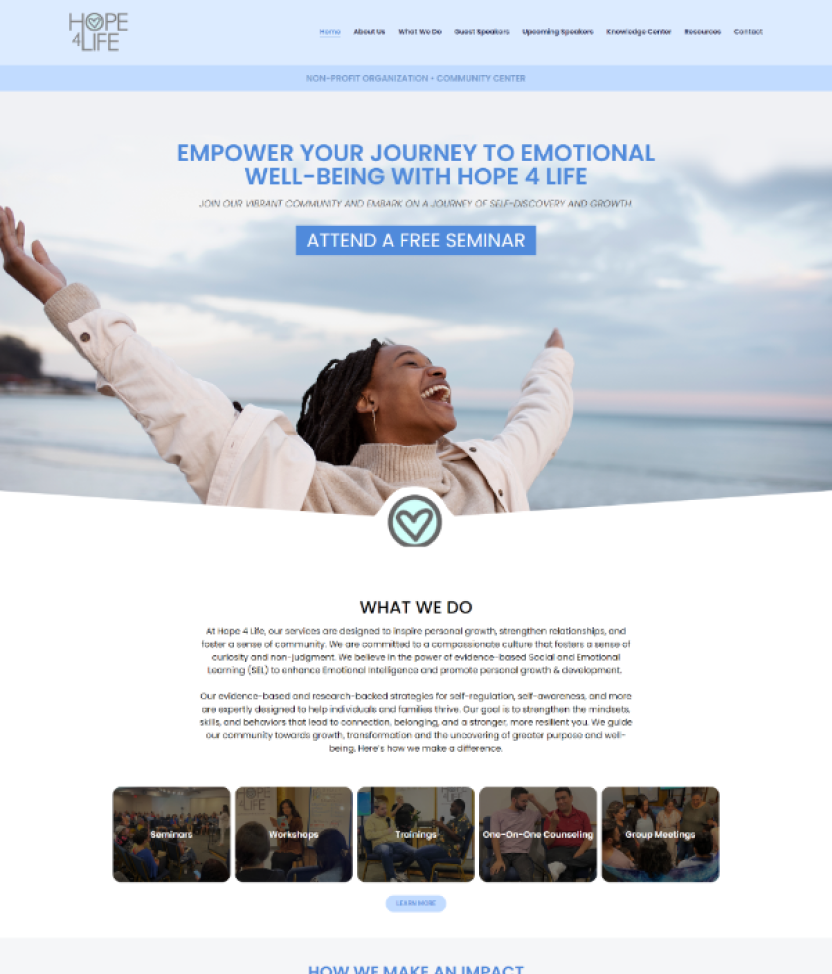 HOPE
4LIFE
Home About Us What We Do Guest Speakers Upcoming Speakers Knowledge Center Resources Contact
NON-PROFIT ORGANIZATION • COMMUNITY CENTER
EMPOWER YOUR JOURNEY TO EMOTIONAL
WELL-BEING WITH HOPE 4 LIFE
JOIN OUR VIBRANT COMMUNITY AND EMBARK ON A JOURNEY OF SELF-DISCOVERY AND GROWTH
ATTEND A FREE SEMINAR
WHAT WE DO
At Hope 4 Life, our services are designed to inspire personal growth, strengthen relationships, and
foster a sense of community. We are committed to a compassionate culture that fosters a sense of
curiosity and non-judgment. We believe in the power of evidence-based Social and Emotional
Learning (SEL) to enhance Emotional Intelligence and promote personal growth & development.
Our evidence-based and research-backed strategies for self-regulation, self-awareness, and more
are expertly designed to help individuals and families thrive. Our goal is to strengthen the mindsets,
skills, and behaviors that lead to connection, belonging, and a stronger, more resilient you. We guide
our community towards growth, transformation and the uncovering of greater purpose and well-
being. Here's how we make a difference.
HOPE
4LIFE
Seminars Workshops Trainings One-On-One Counseling Group Meetings
LEARN MORE
HOW WE MAKE AN IMPACT